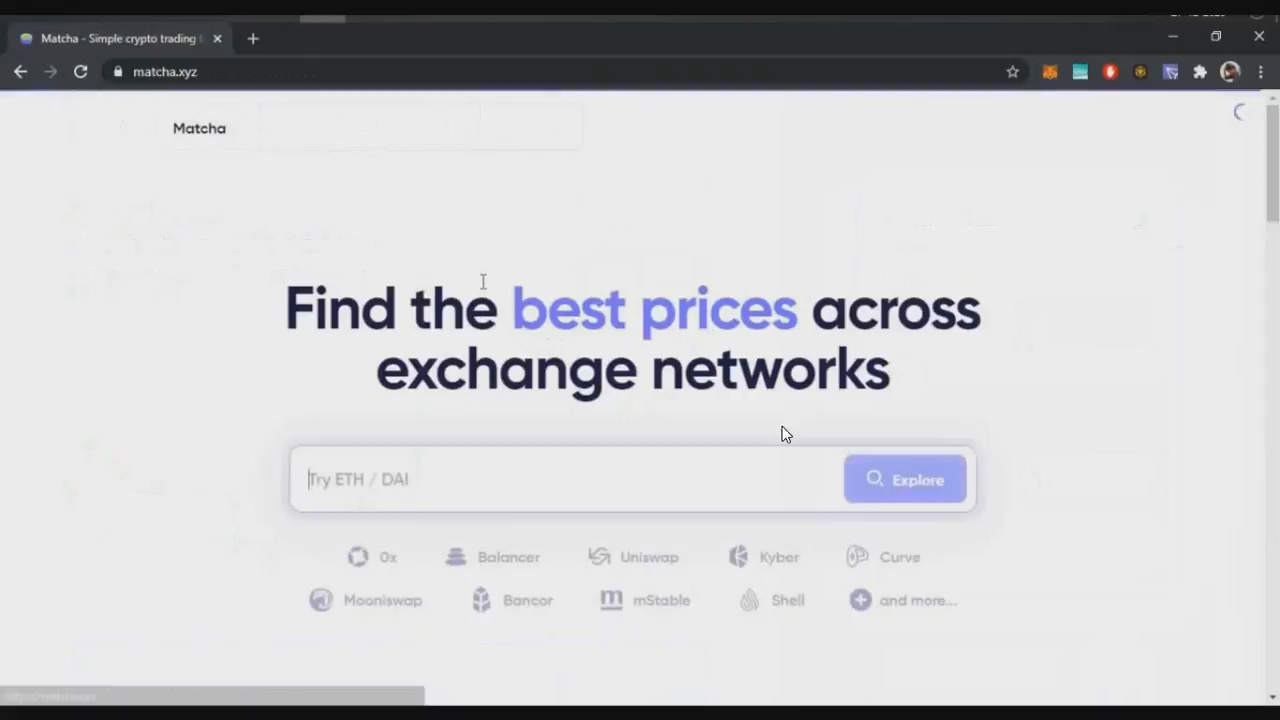 Matcha - Simple crypto trading
matcha.xyz
Matcha
Find the best prices across
exchange networks
Try ETH / DAI
Explore
0x Balancer Uniswap Kyber Curve
Mooniswap Bancor mStable Shell and more...